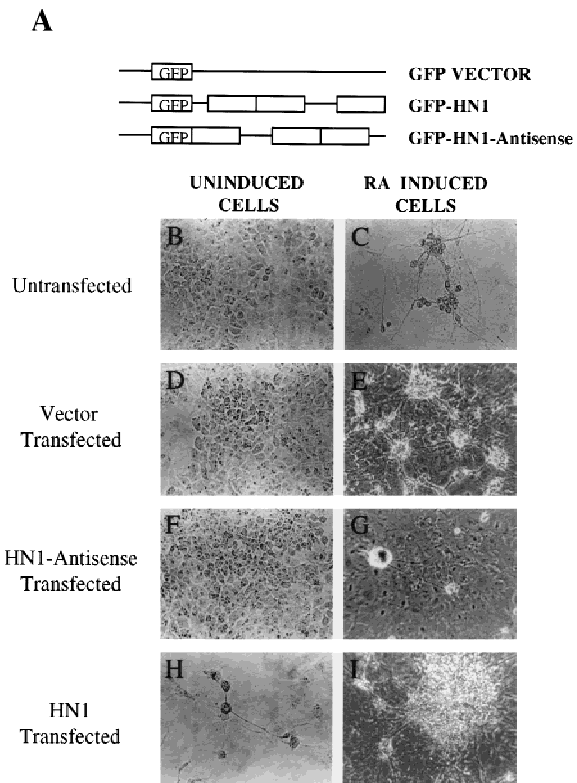 A
GFP GFP VECTOR
GFP GFP-HN1
GFP GFP-HN1-Antisense
UNINDUCED CELLS
RA INDUCED CELLS
Untransfected
B
C
Vector Transfected
D
E
HN1-Antisense Transfected
F
G
HN1 Transfected
H
I